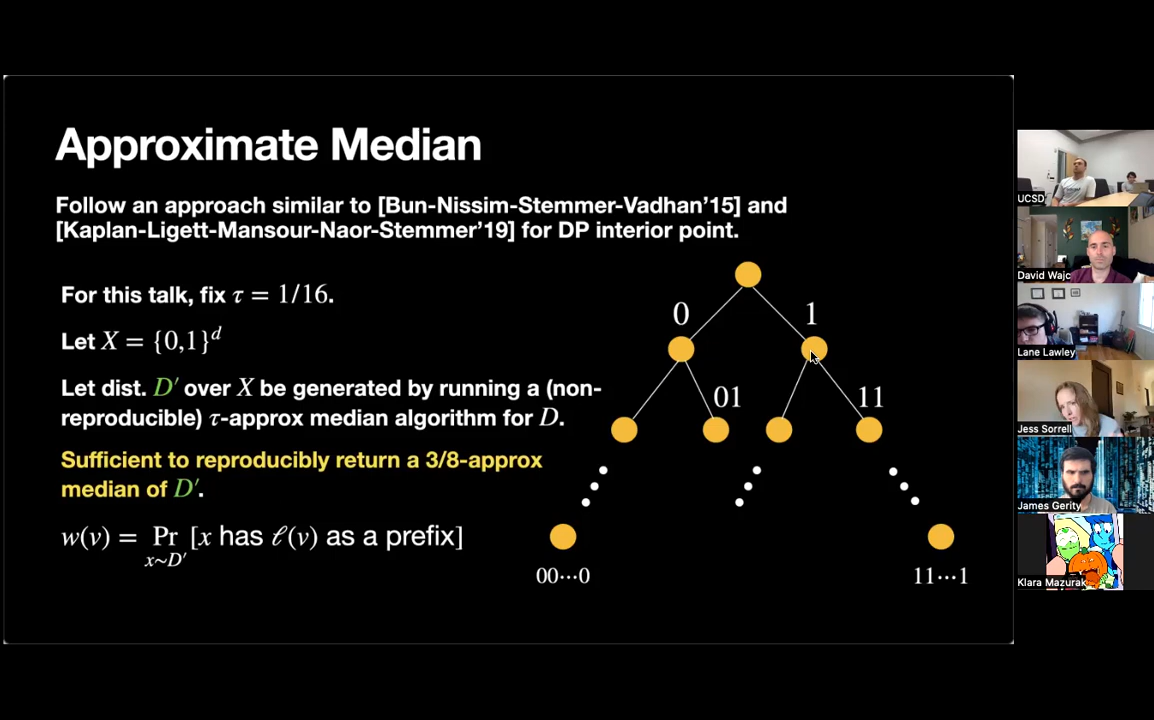 Approximate Median
Follow an approach similar to [Bun-Nissim-Stemmer-Vadhan’15] and
[Kaplan-Ligett-Mansour-Naor-Stemmer’19] for DP interior point.
For this talk, fix τ = 1/16.
Let X = {0,1}^d
Let dist. D′ over X be generated by running a (non-
reproducible) τ-approx median algorithm for D.
Sufficient to reproducibly return a 3/8-approx
median of D′.
w(v) = Pr [x has ℓ(v) as a prefix]
x~D′
0
1
01
11
00···0
11···1
UCSD
David Wajc
Lane Lawley
Jess Sorrell
James Gerity
Klara Mazurak